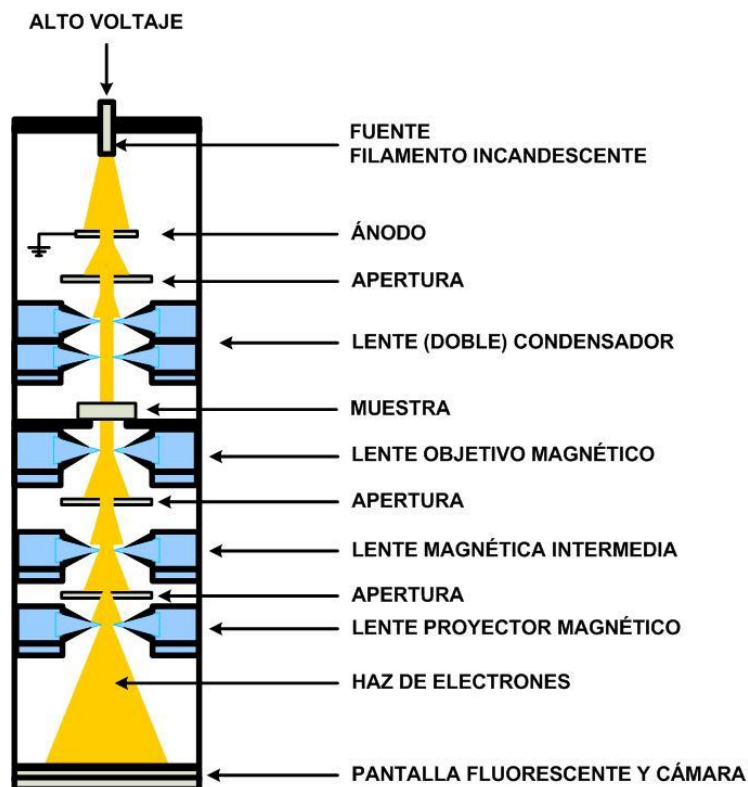 ALTO VOLTAJE
FUENTE
FILAMENTO INCANDESCENTE
ÁNODO
APERTURA
LENTE (DOBLE) CONDENSADOR
MUESTRA
LENTE OBJETIVO MAGNÉTICO
APERTURA
LENTE MAGNÉTICA INTERMEDIA
APERTURA
LENTE PROYECTOR MAGNÉTICO
HAZ DE ELECTRONES
PANTALLA FLUORESCENTE Y CÁMARA